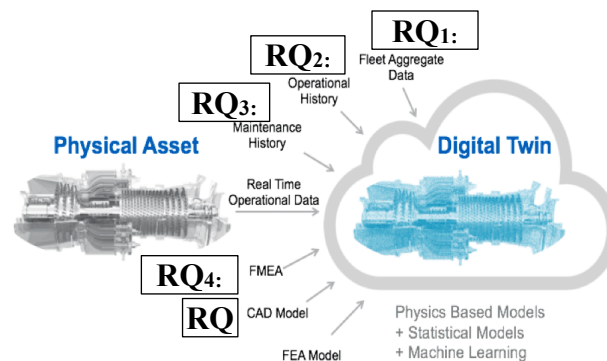 RQ1:
Fleet Aggregate
Data
RQ2:
Operational
History
RQ3:
Maintenance
History
Physical Asset
Digital Twin
Real Time
Operational Data
RQ4:
FMEA
RQ
CAD Model
FEA Model
Physics Based Models
+ Statistical Models
+ Machine Learning